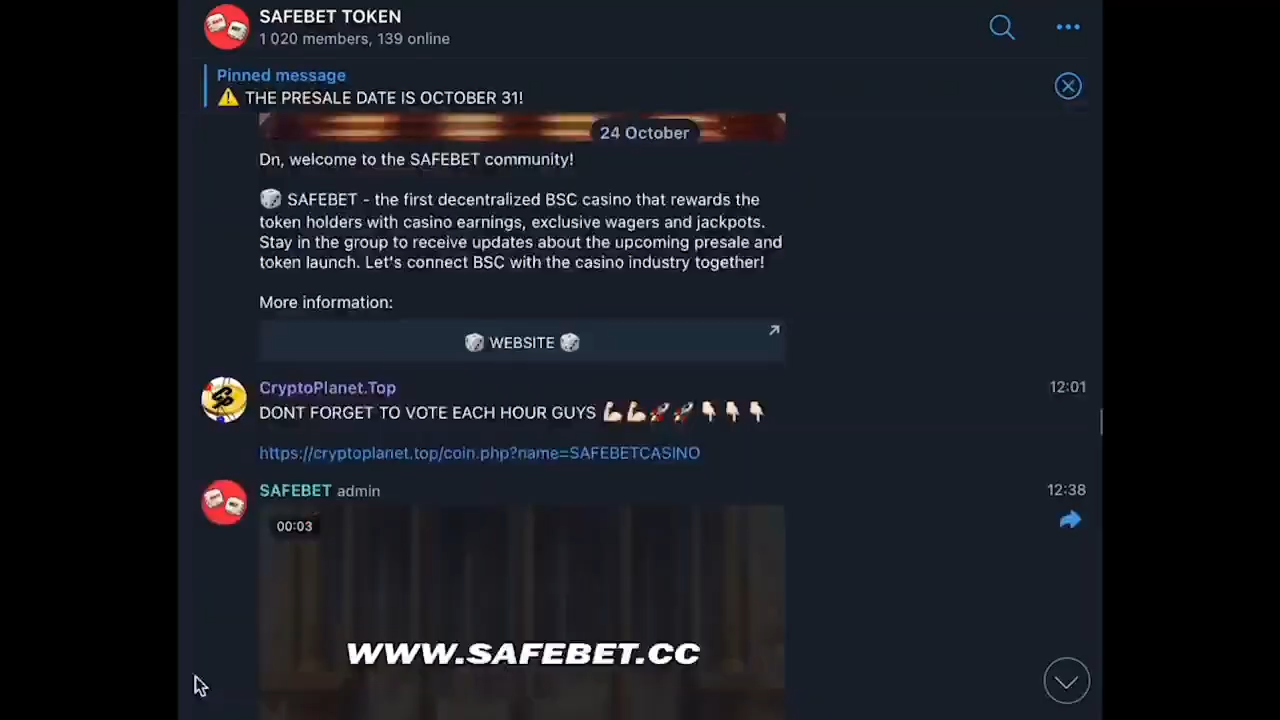 SAFEBET TOKEN
1 020 members, 139 online
Pinned message
⚠️ THE PRESALE DATE IS OCTOBER 31!
24 October
Dn, welcome to the SAFEBET community!
🎲 SAFEBET - the first decentralized BSC casino that rewards the
token holders with casino earnings, exclusive wagers and jackpots.
Stay in the group to receive updates about the upcoming presale and
token launch. Let's connect BSC with the casino industry together!
More information:
🎲 WEBSITE 🎲
CryptoPlanet.Top 12:01
DONT FORGET TO VOTE EACH HOUR GUYS 💪🏻💪🏻🚀🚀👇🏻👇🏻👇🏻
https://cryptoplanet.top/coin.php?name=SAFEBETCASINO
SAFEBET admin 12:38
00:03
WWW.SAFEBET.CC